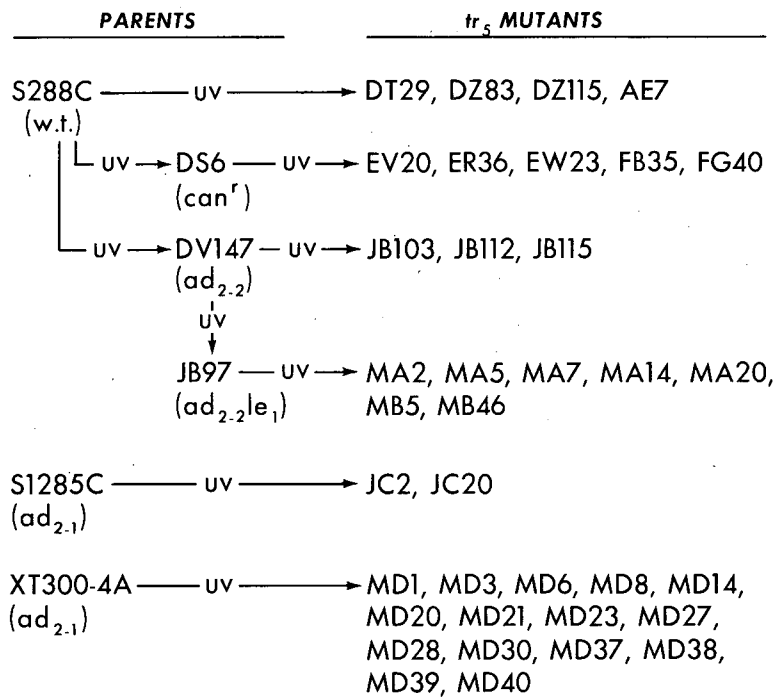 PARENTS tr₅ MUTANTS
S288C UV DT29, DZ83, DZ115, AE7
(w.t.)
UV DS6 UV EV20, ER36, EW23, FB35, FG40
(canʳ)
UV DV147 UV JB103, JB112, JB115
(ad₂₋₂)
UV
JB97 UV MA2, MA5, MA7, MA14, MA20,
(ad₂₋₂le₁) MB5, MB46
S1285C UV JC2, JC20
(ad₂₋₁)
XT300-4A UV MD1, MD3, MD6, MD8, MD14,
(ad₂₋₁) MD20, MD21, MD23, MD27,
MD28, MD30, MD37, MD38,
MD39, MD40